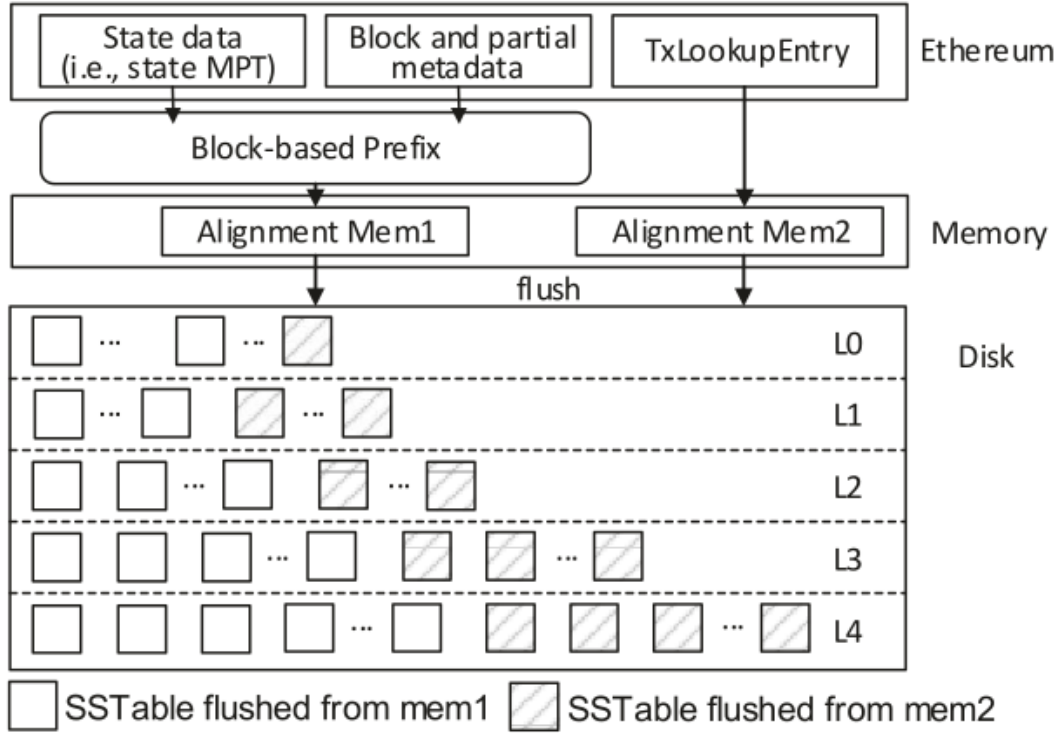 State data
(i.e., state MPT)
Block and partial
metadata
TxLookupEntry
Ethereum
Block-based Prefix
Alignment Mem1
Alignment Mem2
Memory
flush
... ... L0
Disk
... ... L1
... ... L2
... ... L3
... ... L4
SSTable flushed from mem1
SSTable flushed from mem2